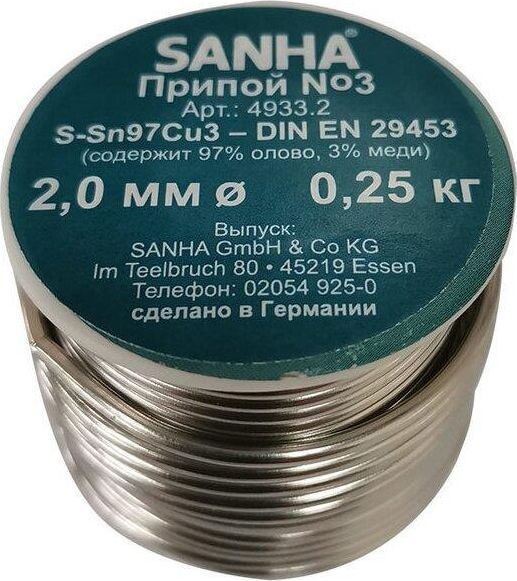 SANHA®
Припой No3
Арт.: 4933.2
S-Sn97Cu3 – DIN EN 29453
(содержит 97% олово, 3% меди)
2,0 мм ø 0,25 кг
Выпуск:
SANHA GmbH & Co KG
Im Teelbruch 80 • 45219 Essen
Телефон: 02054 925-0
сделано в Германии